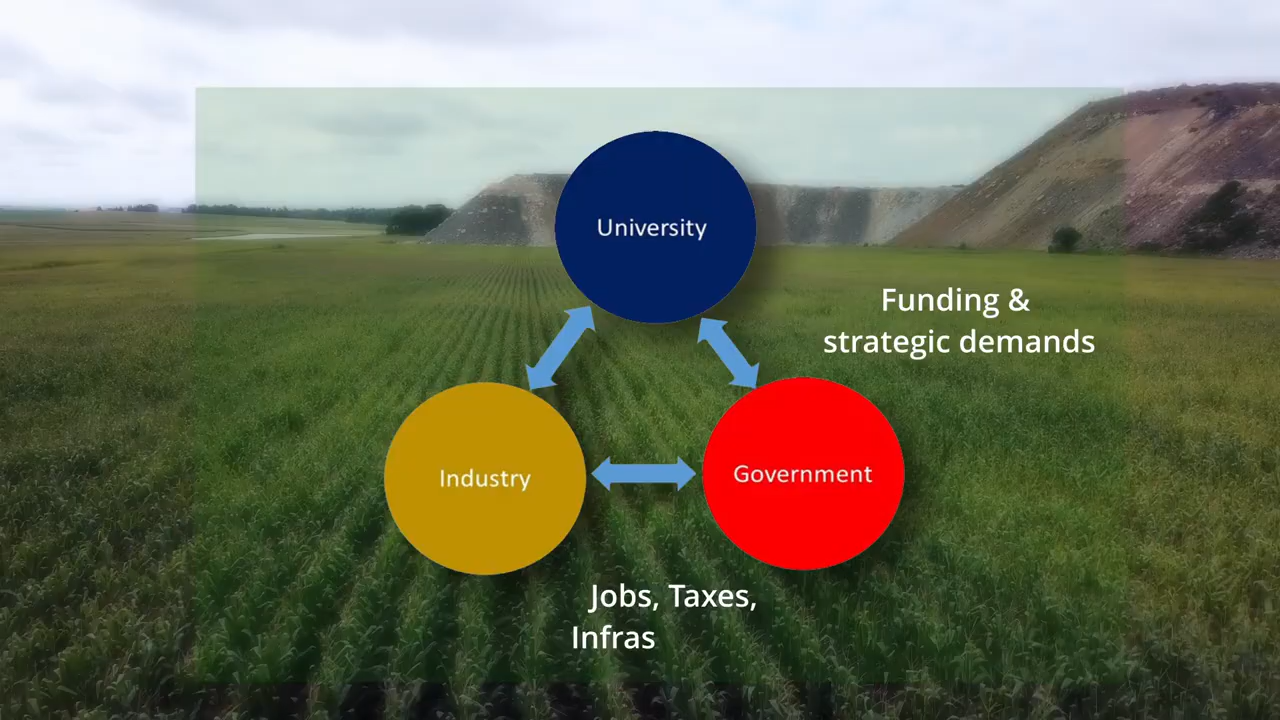 University
Funding &
strategic demands
Industry
Government
Jobs, Taxes,
Infras